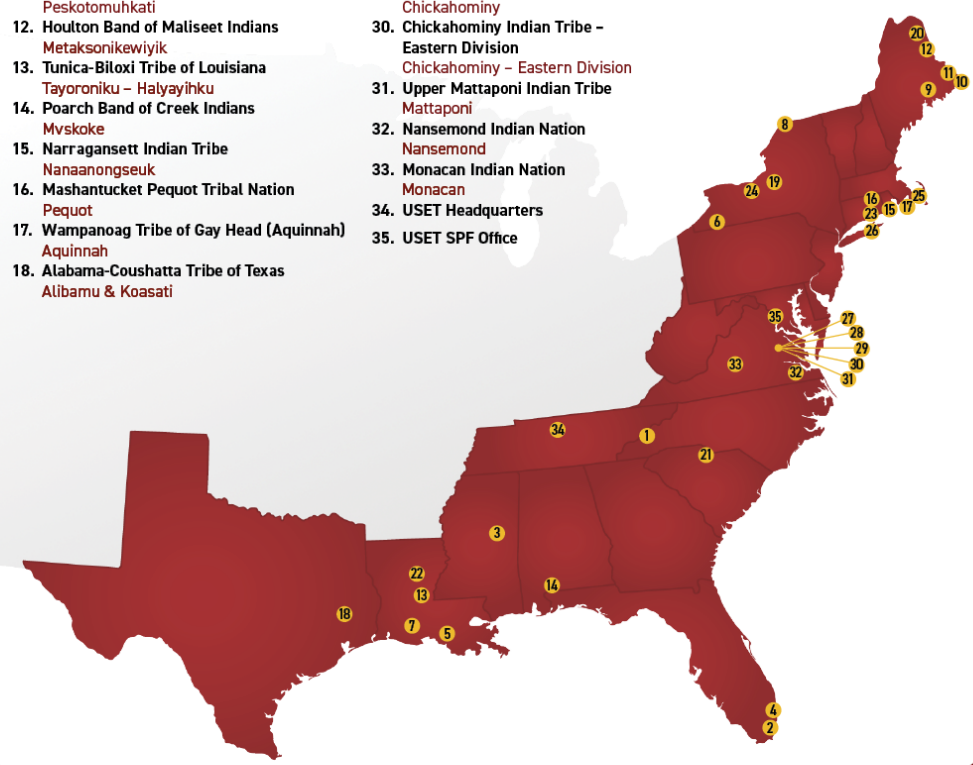 Peskotomuhkati
12. Houlton Band of Maliseet Indians
Metaksonikewiyik
13. Tunica-Biloxi Tribe of Louisiana
Tayoroniku – Halyayihku
14. Poarch Band of Creek Indians
Mvskoke
15. Narragansett Indian Tribe
Nanaanongseuk
16. Mashantucket Pequot Tribal Nation
Pequot
17. Wampanoag Tribe of Gay Head (Aquinnah)
Aquinnah
18. Alabama-Coushatta Tribe of Texas
Alibamu & Koasati
Chickahominy
30. Chickahominy Indian Tribe –
Eastern Division
Chickahominy – Eastern Division
31. Upper Mattaponi Indian Tribe
Mattaponi
32. Nansemond Indian Nation
Nansemond
33. Monacan Indian Nation
Monacan
34. USET Headquarters
35. USET SPF Office
20
12
11
10
9
8
19
24
6
16
25
23
15
17
26
35
27
28
29
30
31
33
32
34
1
21
3
14
22
13
18
7
5
4
2